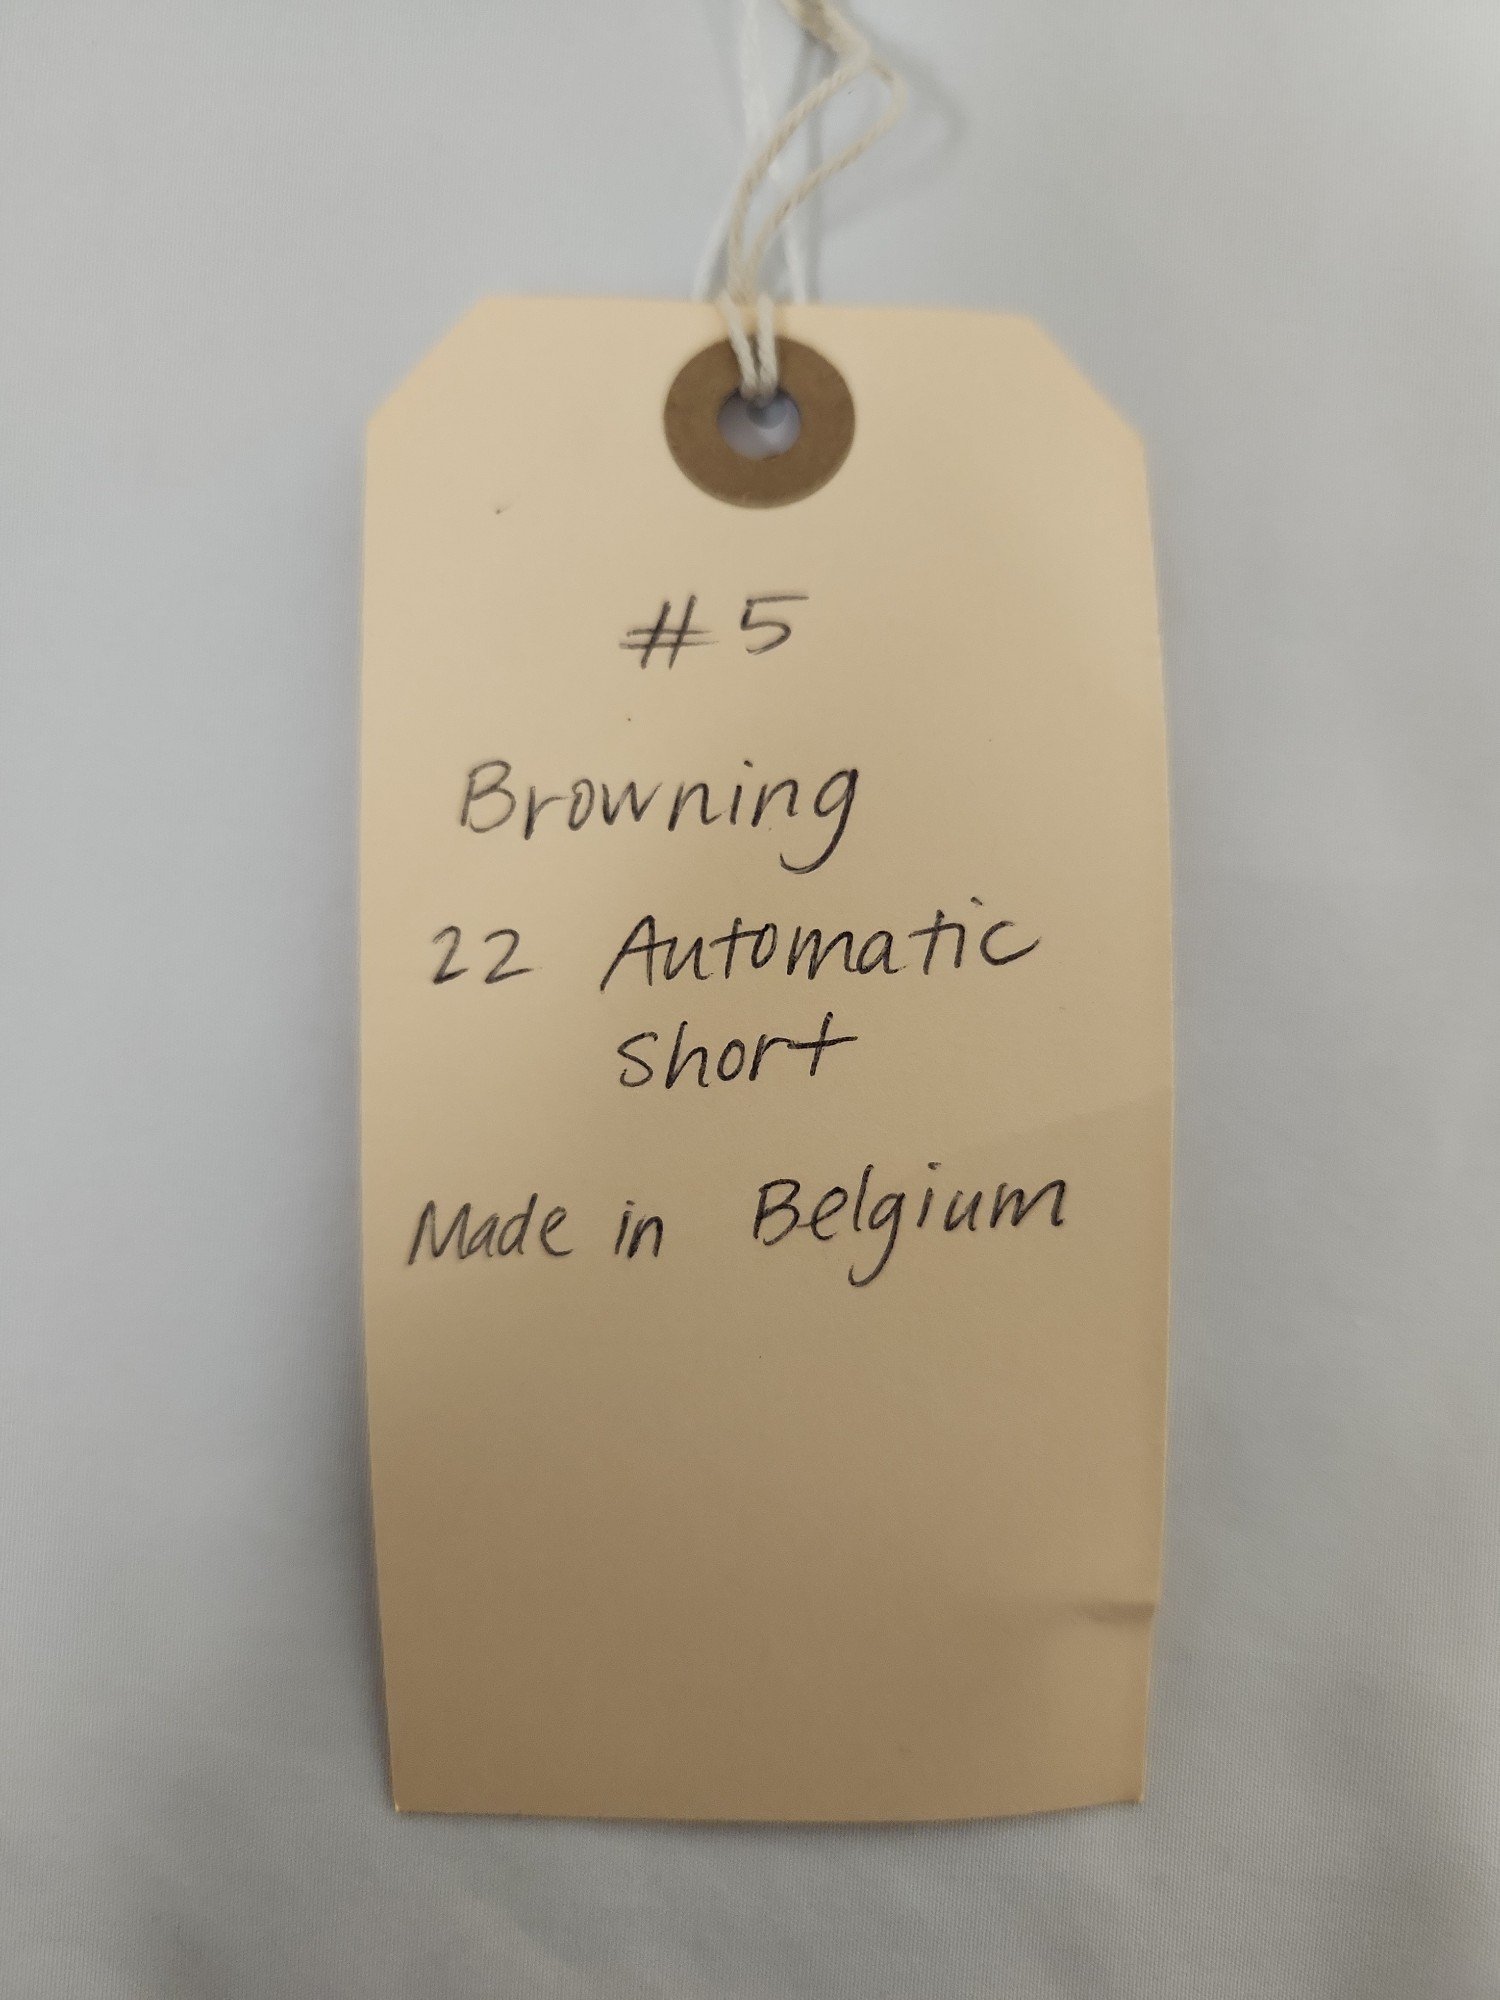 #5
Browning
22 Automatic
Short
Made in Belgium